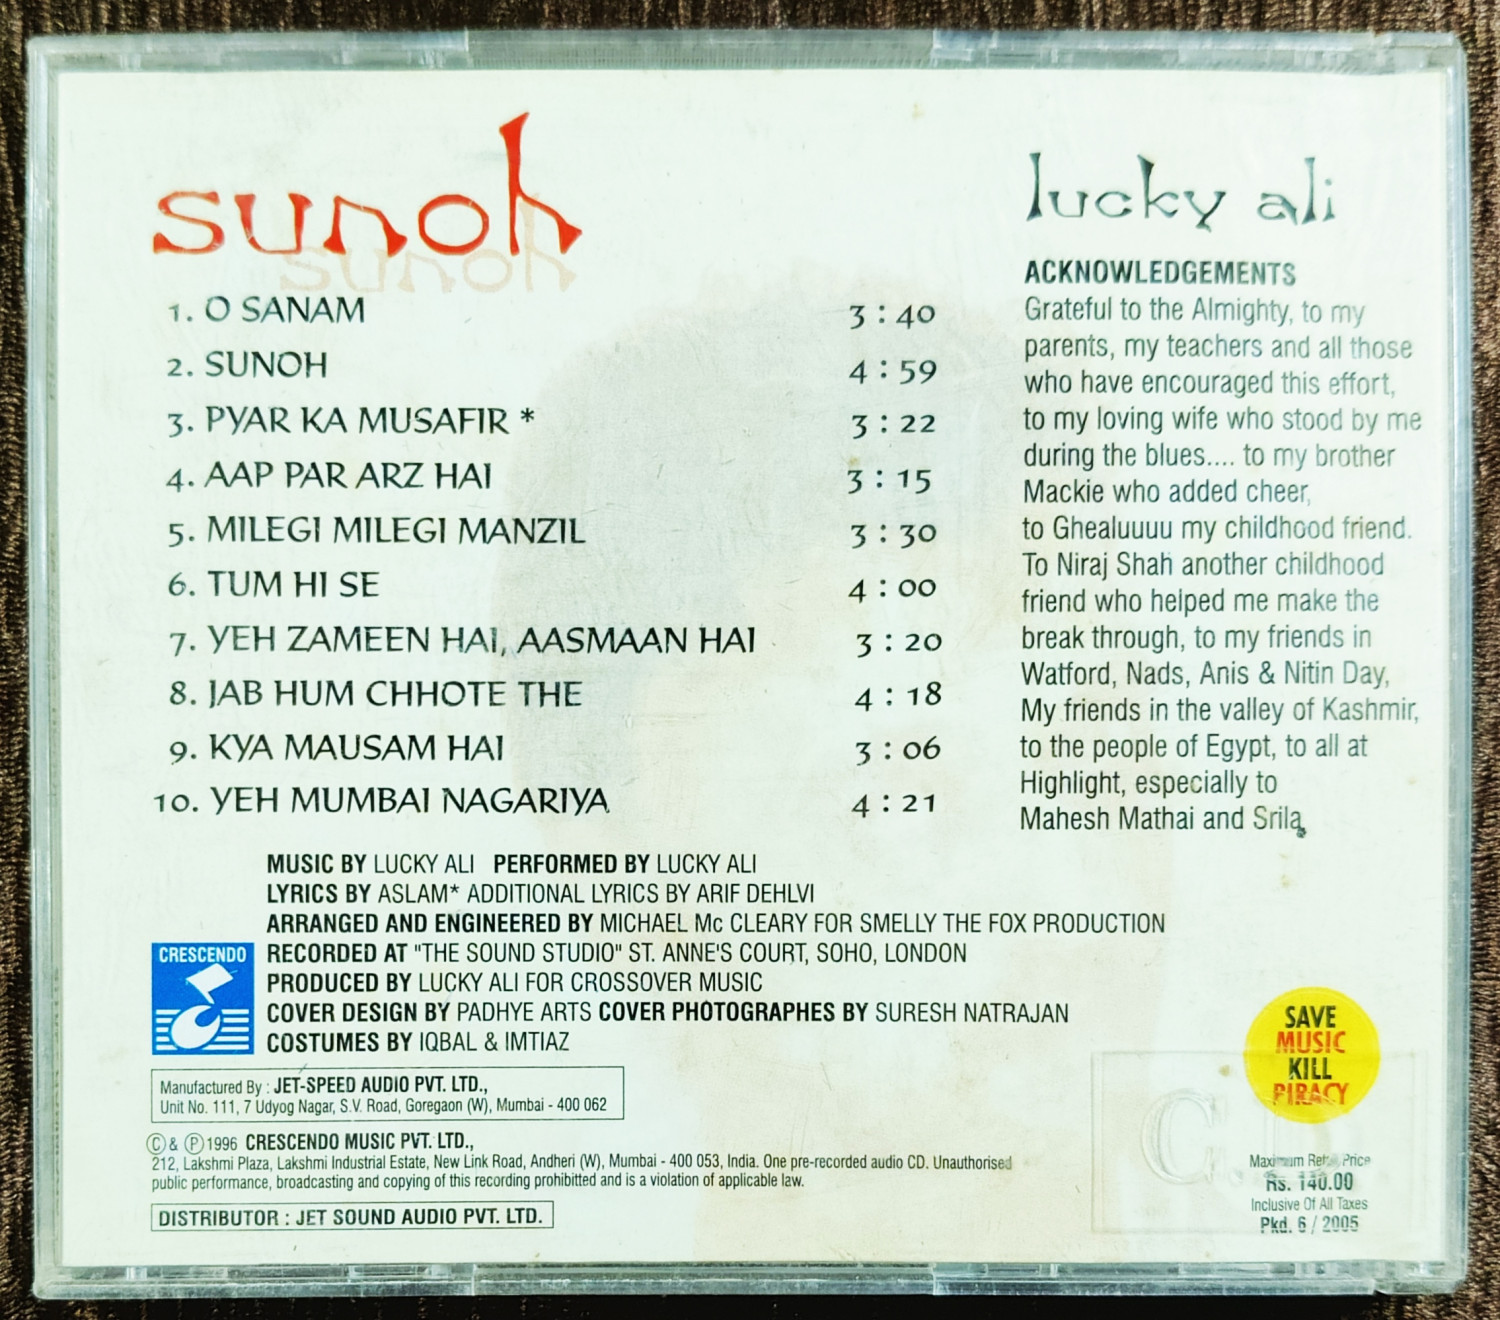 sunoh
sunoh
1. O SANAM 3 : 40
2. SUNOH 4 : 59
3. PYAR KA MUSAFIR * 3 : 22
4. AAP PAR ARZ HAI 3 : 15
5. MILEGI MILEGI MANZIL 3 : 30
6. TUM HI SE 4 : 00
7. YEH ZAMEEN HAI, AASMAAN HAI 3 : 20
8. JAB HUM CHHOTE THE 4 : 18
9. KYA MAUSAM HAI 3 : 06
10. YEH MUMBAI NAGARIYA 4 : 21
lucky ali
ACKNOWLEDGEMENTS
Grateful to the Almighty, to my
parents, my teachers and all those
who have encouraged this effort,
to my loving wife who stood by me
during the blues.... to my brother
Mackie who added cheer,
to Ghealuuuu my childhood friend.
To Niraj Shah another childhood
friend who helped me make the
break through, to my friends in
Watford, Nads, Anis & Nitin Day,
My friends in the valley of Kashmir,
to the people of Egypt, to all at
Highlight, especially to
Mahesh Mathai and Srila
MUSIC BY LUCKY ALI PERFORMED BY LUCKY ALI
LYRICS BY ASLAM* ADDITIONAL LYRICS BY ARIF DEHLVI
ARRANGED AND ENGINEERED BY MICHAEL Mc CLEARY FOR SMELLY THE FOX PRODUCTION
RECORDED AT "THE SOUND STUDIO" ST. ANNE'S COURT, SOHO, LONDON
PRODUCED BY LUCKY ALI FOR CROSSOVER MUSIC
COVER DESIGN BY PADHYE ARTS COVER PHOTOGRAPHES BY SURESH NATRAJAN
COSTUMES BY IQBAL & IMTIAZ
CRESCENDO
Manufactured By : JET-SPEED AUDIO PVT. LTD.,
Unit No. 111, 7 Udyog Nagar, S.V. Road, Goregaon (W), Mumbai - 400 062
Ⓒ & Ⓟ 1996 CRESCENDO MUSIC PVT. LTD.,
212, Lakshmi Plaza, Lakshmi Industrial Estate, New Link Road, Andheri (W), Mumbai - 400 053, India. One pre-recorded audio CD. Unauthorised
public performance, broadcasting and copying of this recording prohibitted and is a violation of applicable law.
DISTRIBUTOR : JET SOUND AUDIO PVT. LTD.
SAVE
MUSIC
KILL
PIRACY
Maximum Retail Price
Rs. 140.00
Inclusive Of All Taxes
Pkd. 6 / 2005